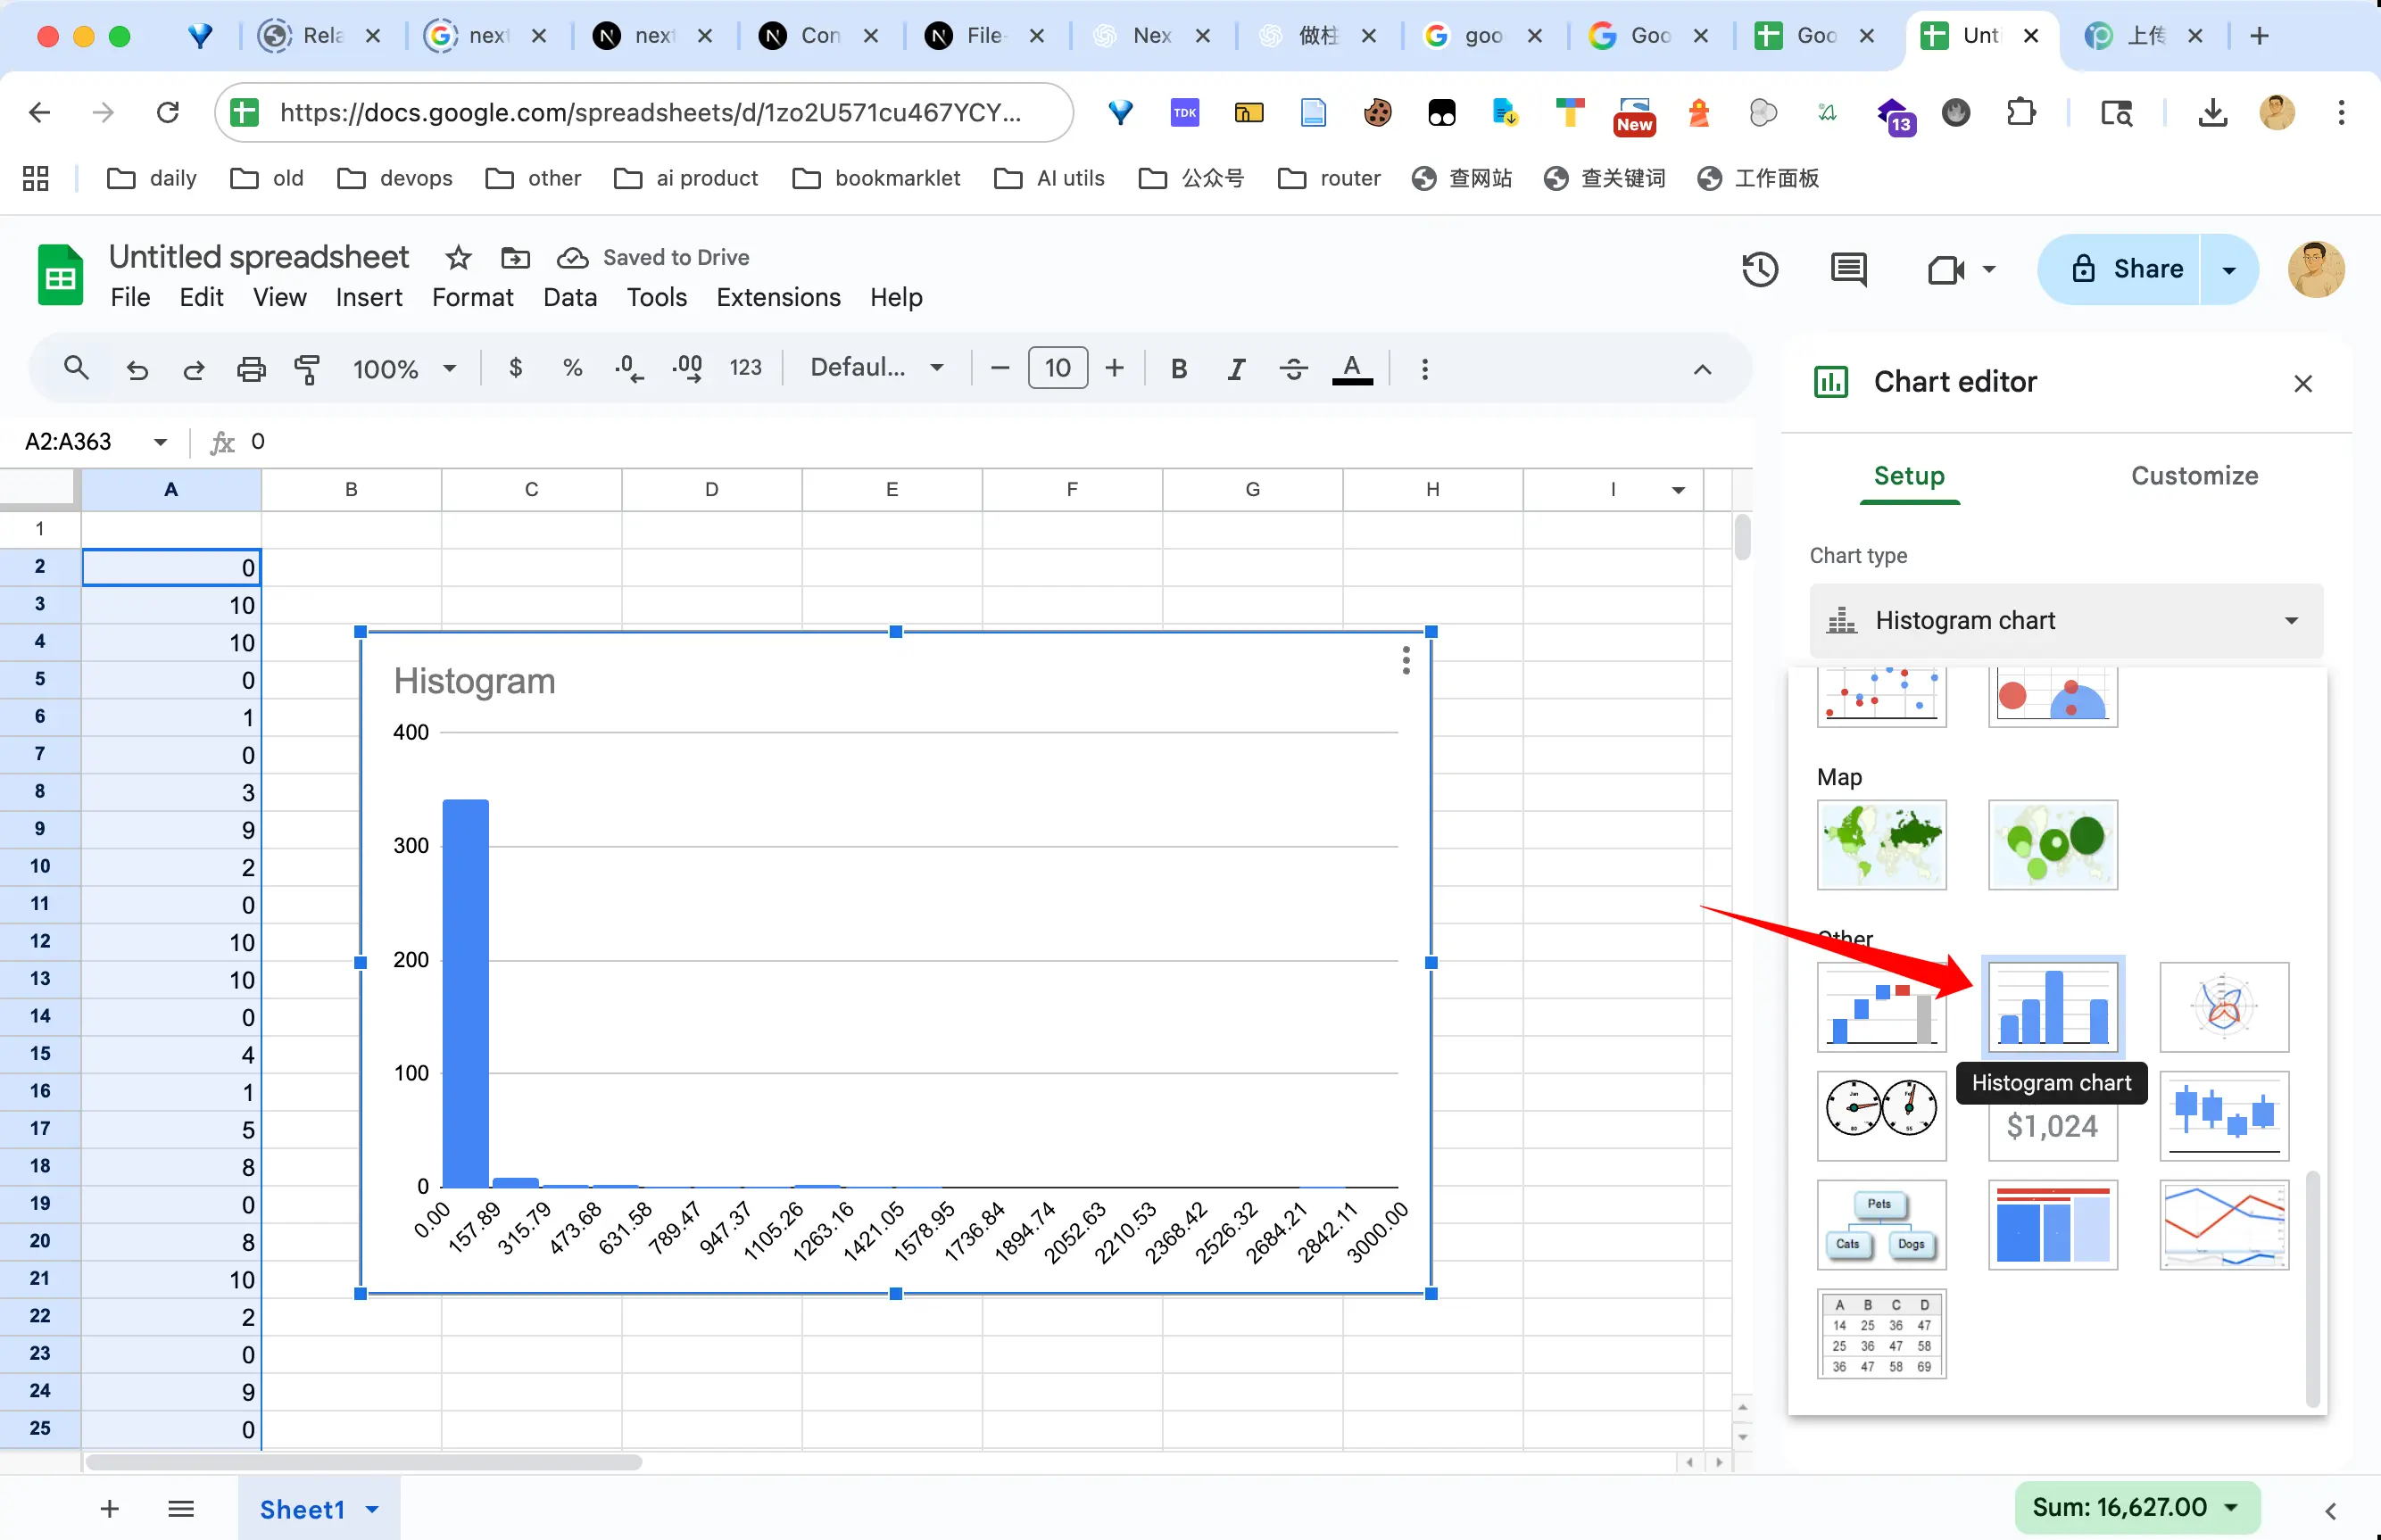 Rela
next
next
Con
File-
Nex
做柱
goo
Goo
Goo
Unti
上传
https://docs.google.com/spreadsheets/d/1zo2U571cu467YCY...
TDK
New
13
daily
old
devops
other
ai product
bookmarklet
AI utils
公众号
router
查网站
查关键词
工作面板
Untitled spreadsheet
Saved to Drive
File Edit View Insert Format Data Tools Extensions Help
Share
100%
$ % .0 .00 123
Defaul...
10
B I A
Chart editor
A2:A363
fx 0
Setup
Customize
A B C D E F G H I
1
2 0
3 10
4 10
5 0
6 1
7 0
8 3
9 9
10 2
11 0
12 10
13 10
14 0
15 4
16 1
17 5
18 8
19 0
20 8
21 10
22 2
23 0
24 9
25 0
Histogram
400
300
200
100
0
0.00
157.89
315.79
473.68
631.58
789.47
947.37
1105.26
1263.16
1421.05
1578.95
1736.84
1894.74
2052.63
2210.53
2368.42
2526.32
2684.21
2842.11
3000.00
Chart type
Histogram chart
Map
Other
Histogram chart
$1,024
Pets
Cats Dogs
A B C D
14 25 36 47
25 36 47 58
36 47 58 69
Sheet1
Sum: 16,627.00